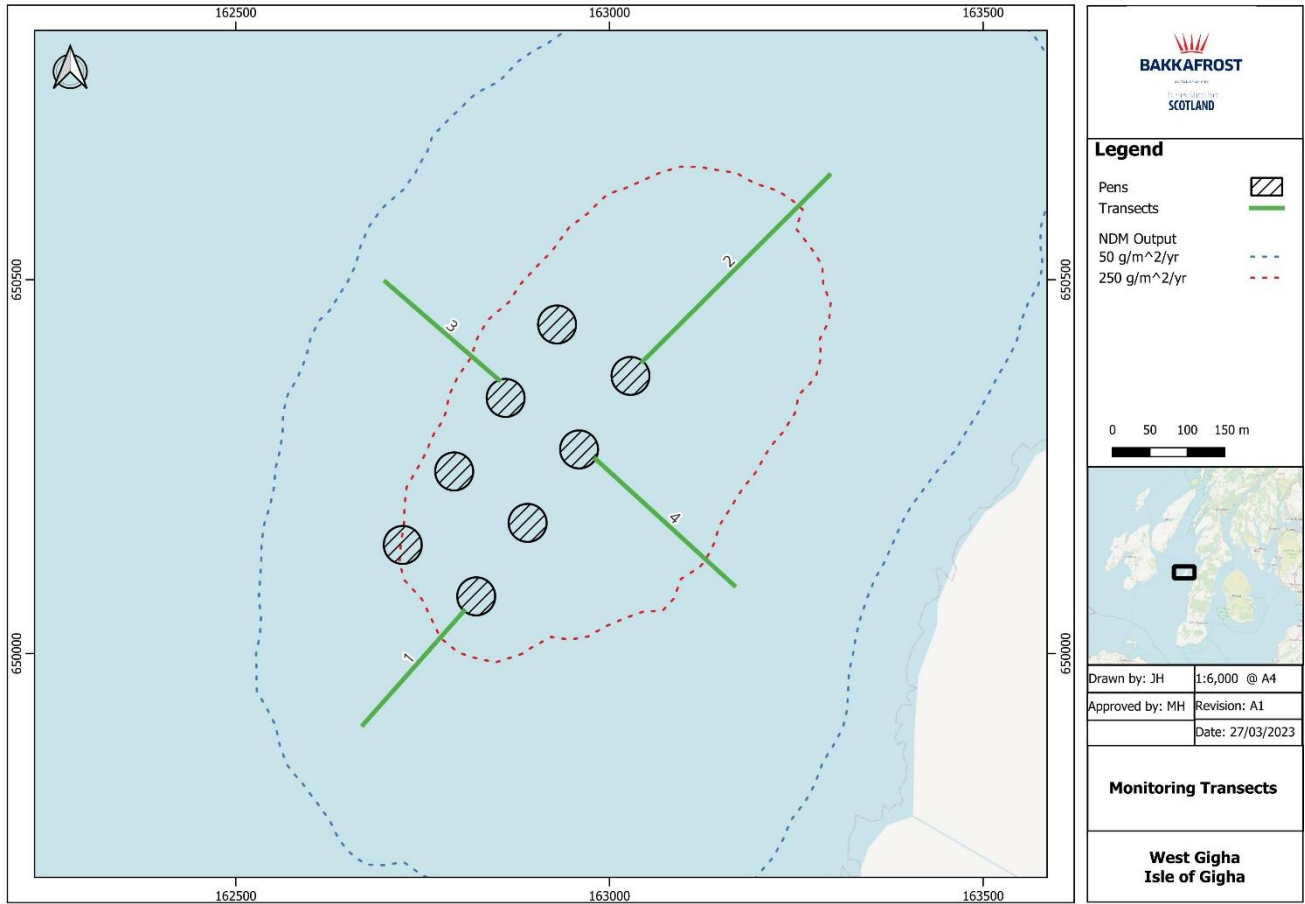 162500
163000
163500
650500
650000
650500
650000
162500
163000
163500
1
2
3
4
BAKKAFROST
SCOTLAND
Legend
Pens
Transects
NDM Output
50 g/m^2/yr
250 g/m^2/yr
0 50 100 150 m
Drawn by: JH
1:6,000 @ A4
Approved by: MH
Revision: A1
Date: 27/03/2023
Monitoring Transects
West Gigha
Isle of Gigha